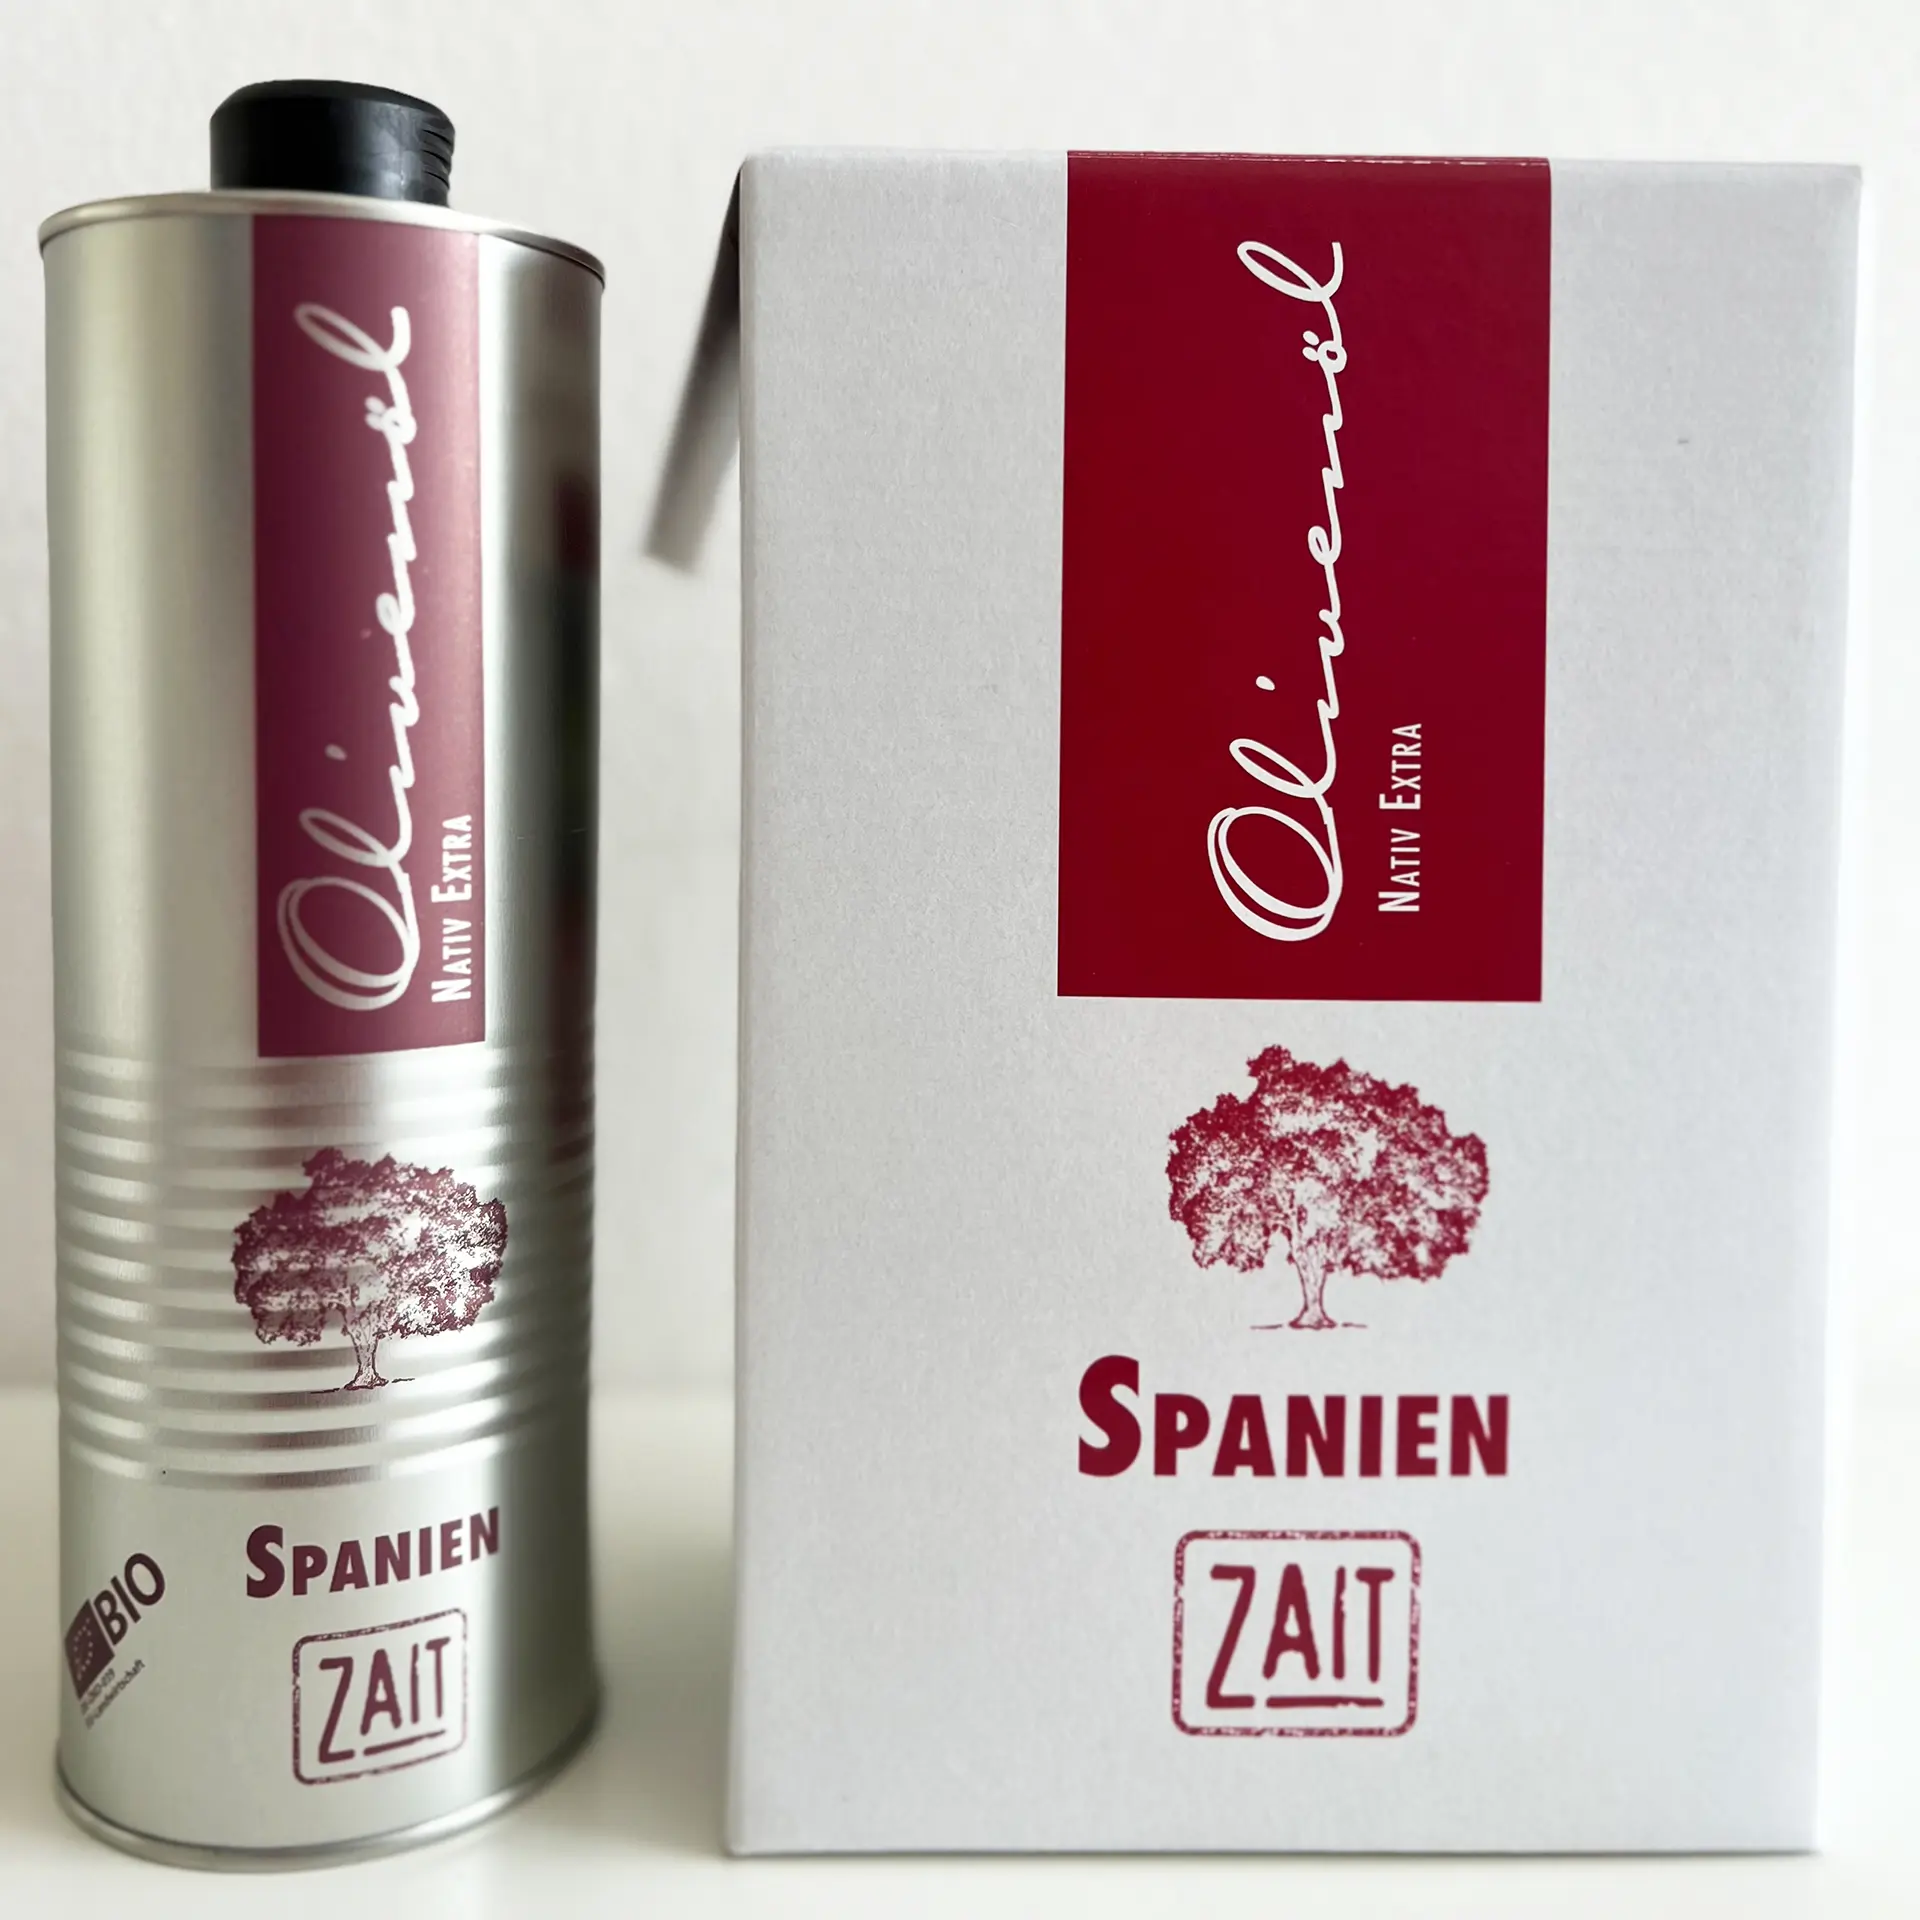 Olivenöl
NATIV EXTRA
SPANIEN
BIO
ZAIT
Olivenöl
NATIV EXTRA
SPANIEN
ZAIT